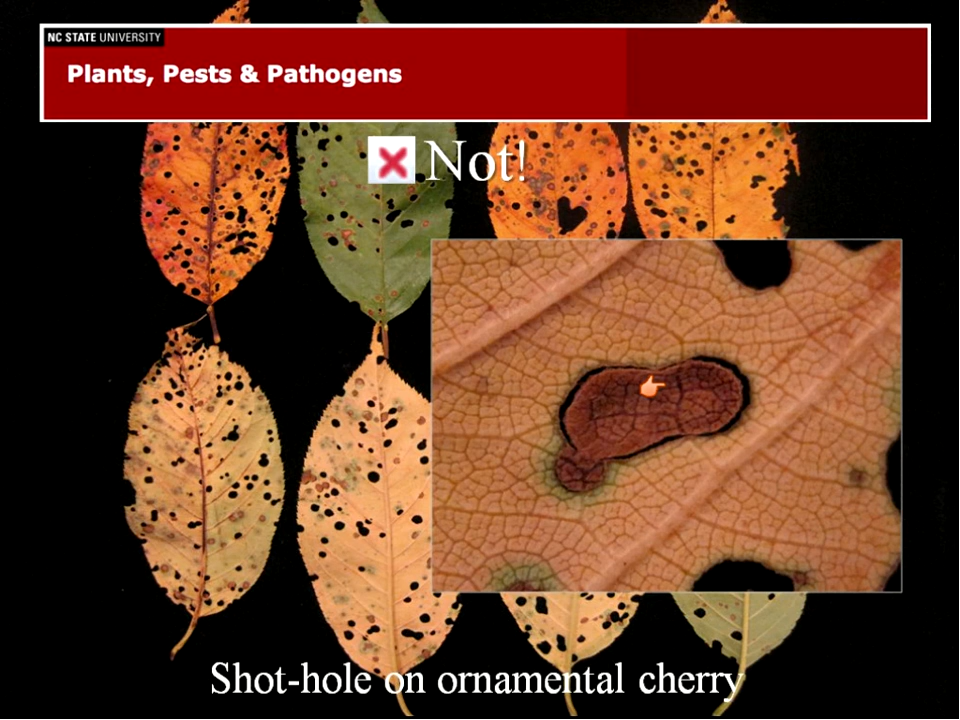 NC STATE UNIVERSITY
Plants, Pests & Pathogens
Not!
Shot-hole on ornamental cherry